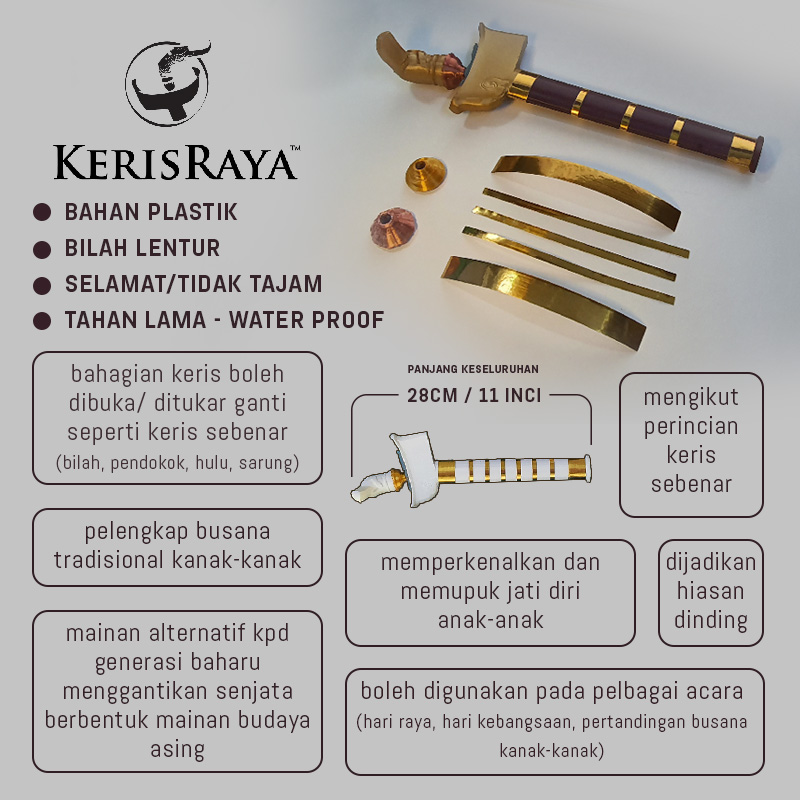 KERISRAYA™
BAHAN PLASTIK
BILAH LENTUR
SELAMAT/TIDAK TAJAM
TAHAN LAMA - WATER PROOF
bahagian keris boleh
dibuka/ ditukar ganti
seperti keris sebenar
(bilah, pendokok, hulu, sarung)
PANJANG KESELURUHAN
28CM / 11 INCI
mengikut
perincian
keris
sebenar
pelengkap busana
tradisional kanak-kanak
memperkenalkan dan
memupuk jati diri
anak-anak
dijadikan
hiasan
dinding
mainan alternatif kpd
generasi baharu
menggantikan senjata
berbentuk mainan budaya
asing
boleh digunakan pada pelbagai acara
(hari raya, hari kebangsaan, pertandingan busana
kanak-kanak)